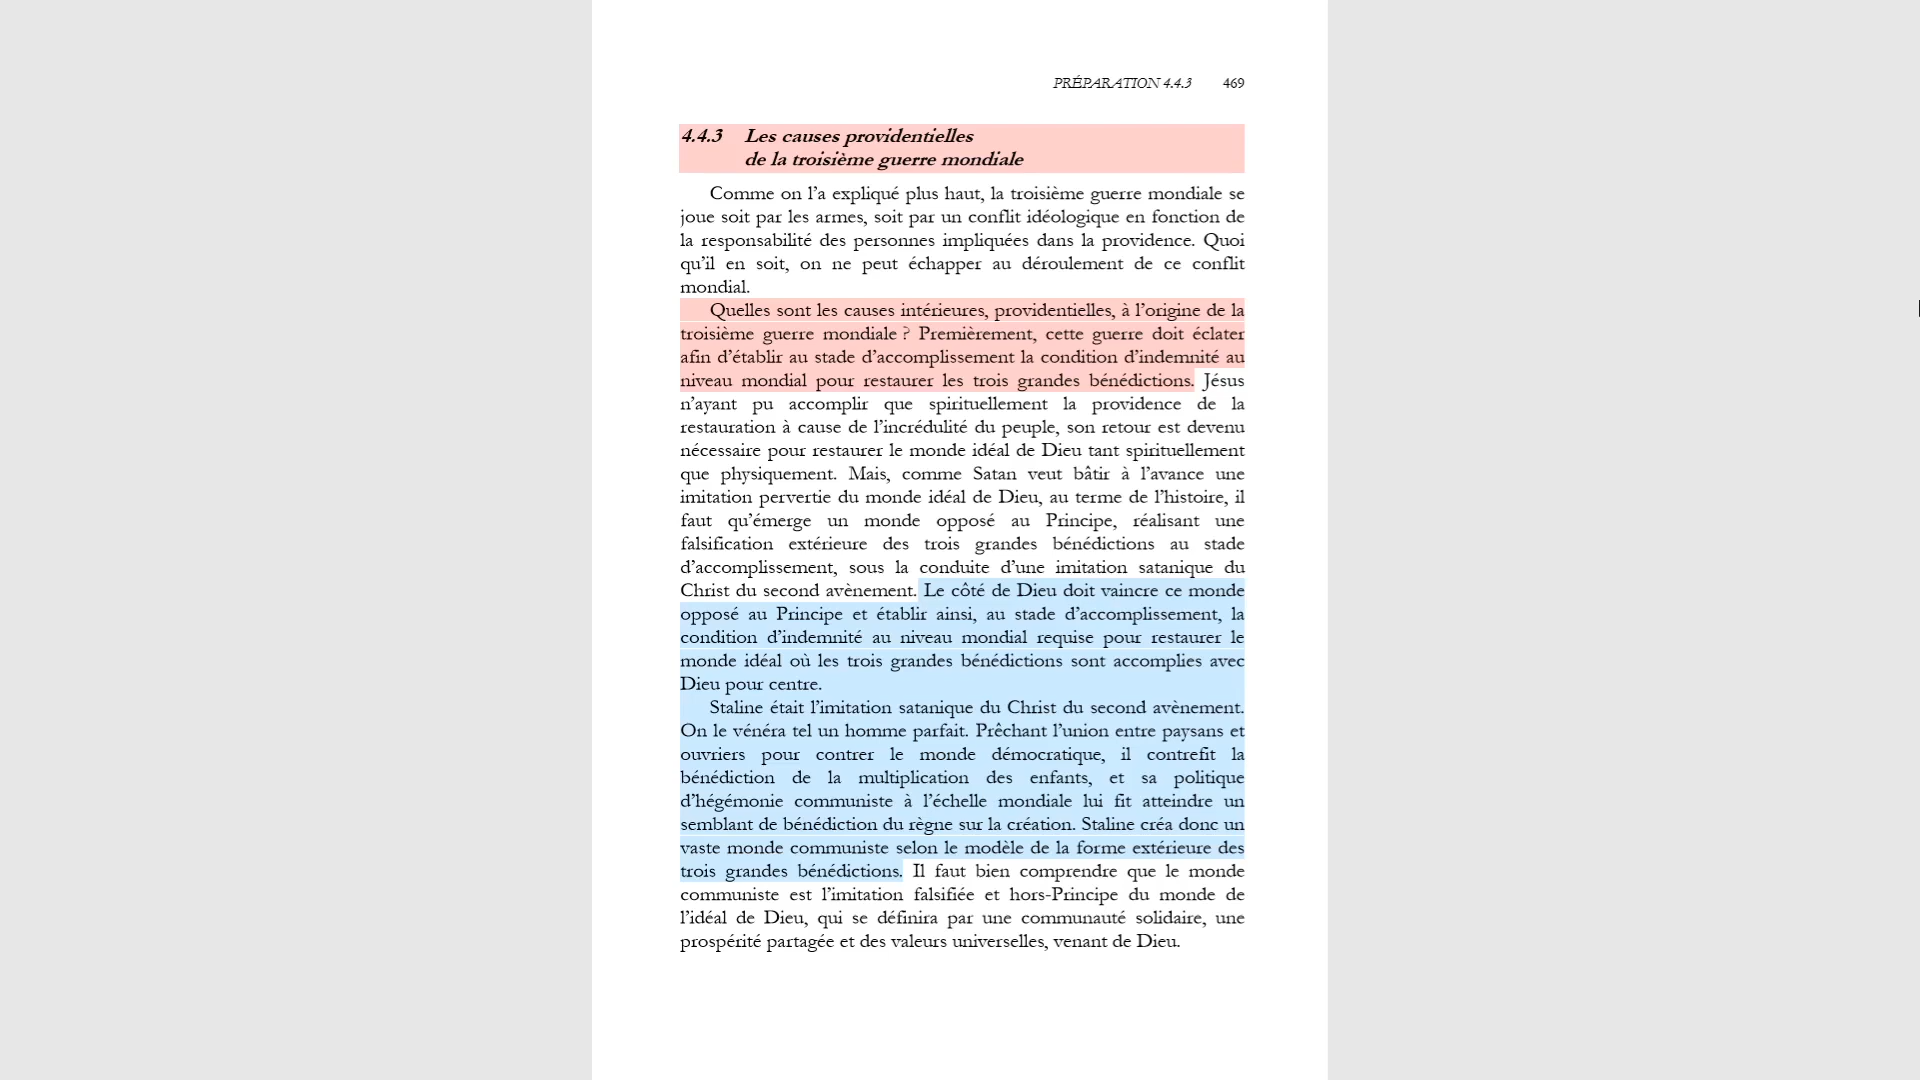 PRÉPARATION 4.4.3 469
4.4.3 Les causes providentielles
de la troisième guerre mondiale
Comme on l’a expliqué plus haut, la troisième guerre mondiale se
joue soit par les armes, soit par un conflit idéologique en fonction de
la responsabilité des personnes impliquées dans la providence. Quoi
qu’il en soit, on ne peut échapper au déroulement de ce conflit
mondial.
Quelles sont les causes intérieures, providentielles, à l’origine de la
troisième guerre mondiale ? Premièrement, cette guerre doit éclater
afin d’établir au stade d’accomplissement la condition d’indemnité au
niveau mondial pour restaurer les trois grandes bénédictions. Jésus
n’ayant pu accomplir que spirituellement la providence de la
restauration à cause de l’incrédulité du peuple, son retour est devenu
nécessaire pour restaurer le monde idéal de Dieu tant spirituellement
que physiquement. Mais, comme Satan veut bâtir à l’avance une
imitation pervertie du monde idéal de Dieu, au terme de l’histoire, il
faut qu’émerge un monde opposé au Principe, réalisant une
falsification extérieure des trois grandes bénédictions au stade
d’accomplissement, sous la conduite d’une imitation satanique du
Christ du second avènement. Le côté de Dieu doit vaincre ce monde
opposé au Principe et établir ainsi, au stade d’accomplissement, la
condition d’indemnité au niveau mondial requise pour restaurer le
monde idéal où les trois grandes bénédictions sont accomplies avec
Dieu pour centre.
Staline était l’imitation satanique du Christ du second avènement.
On le vénéra tel un homme parfait. Prêchant l’union entre paysans et
ouvriers pour contrer le monde démocratique, il contrefit la
bénédiction de la multiplication des enfants, et sa politique
d’hégémonie communiste à l’échelle mondiale lui fit atteindre un
semblant de bénédiction du règne sur la création. Staline créa donc un
vaste monde communiste selon le modèle de la forme extérieure des
trois grandes bénédictions. Il faut bien comprendre que le monde
communiste est l’imitation falsifiée et hors-Principe du monde de
l’idéal de Dieu, qui se définira par une communauté solidaire, une
prospérité partagée et des valeurs universelles, venant de Dieu.